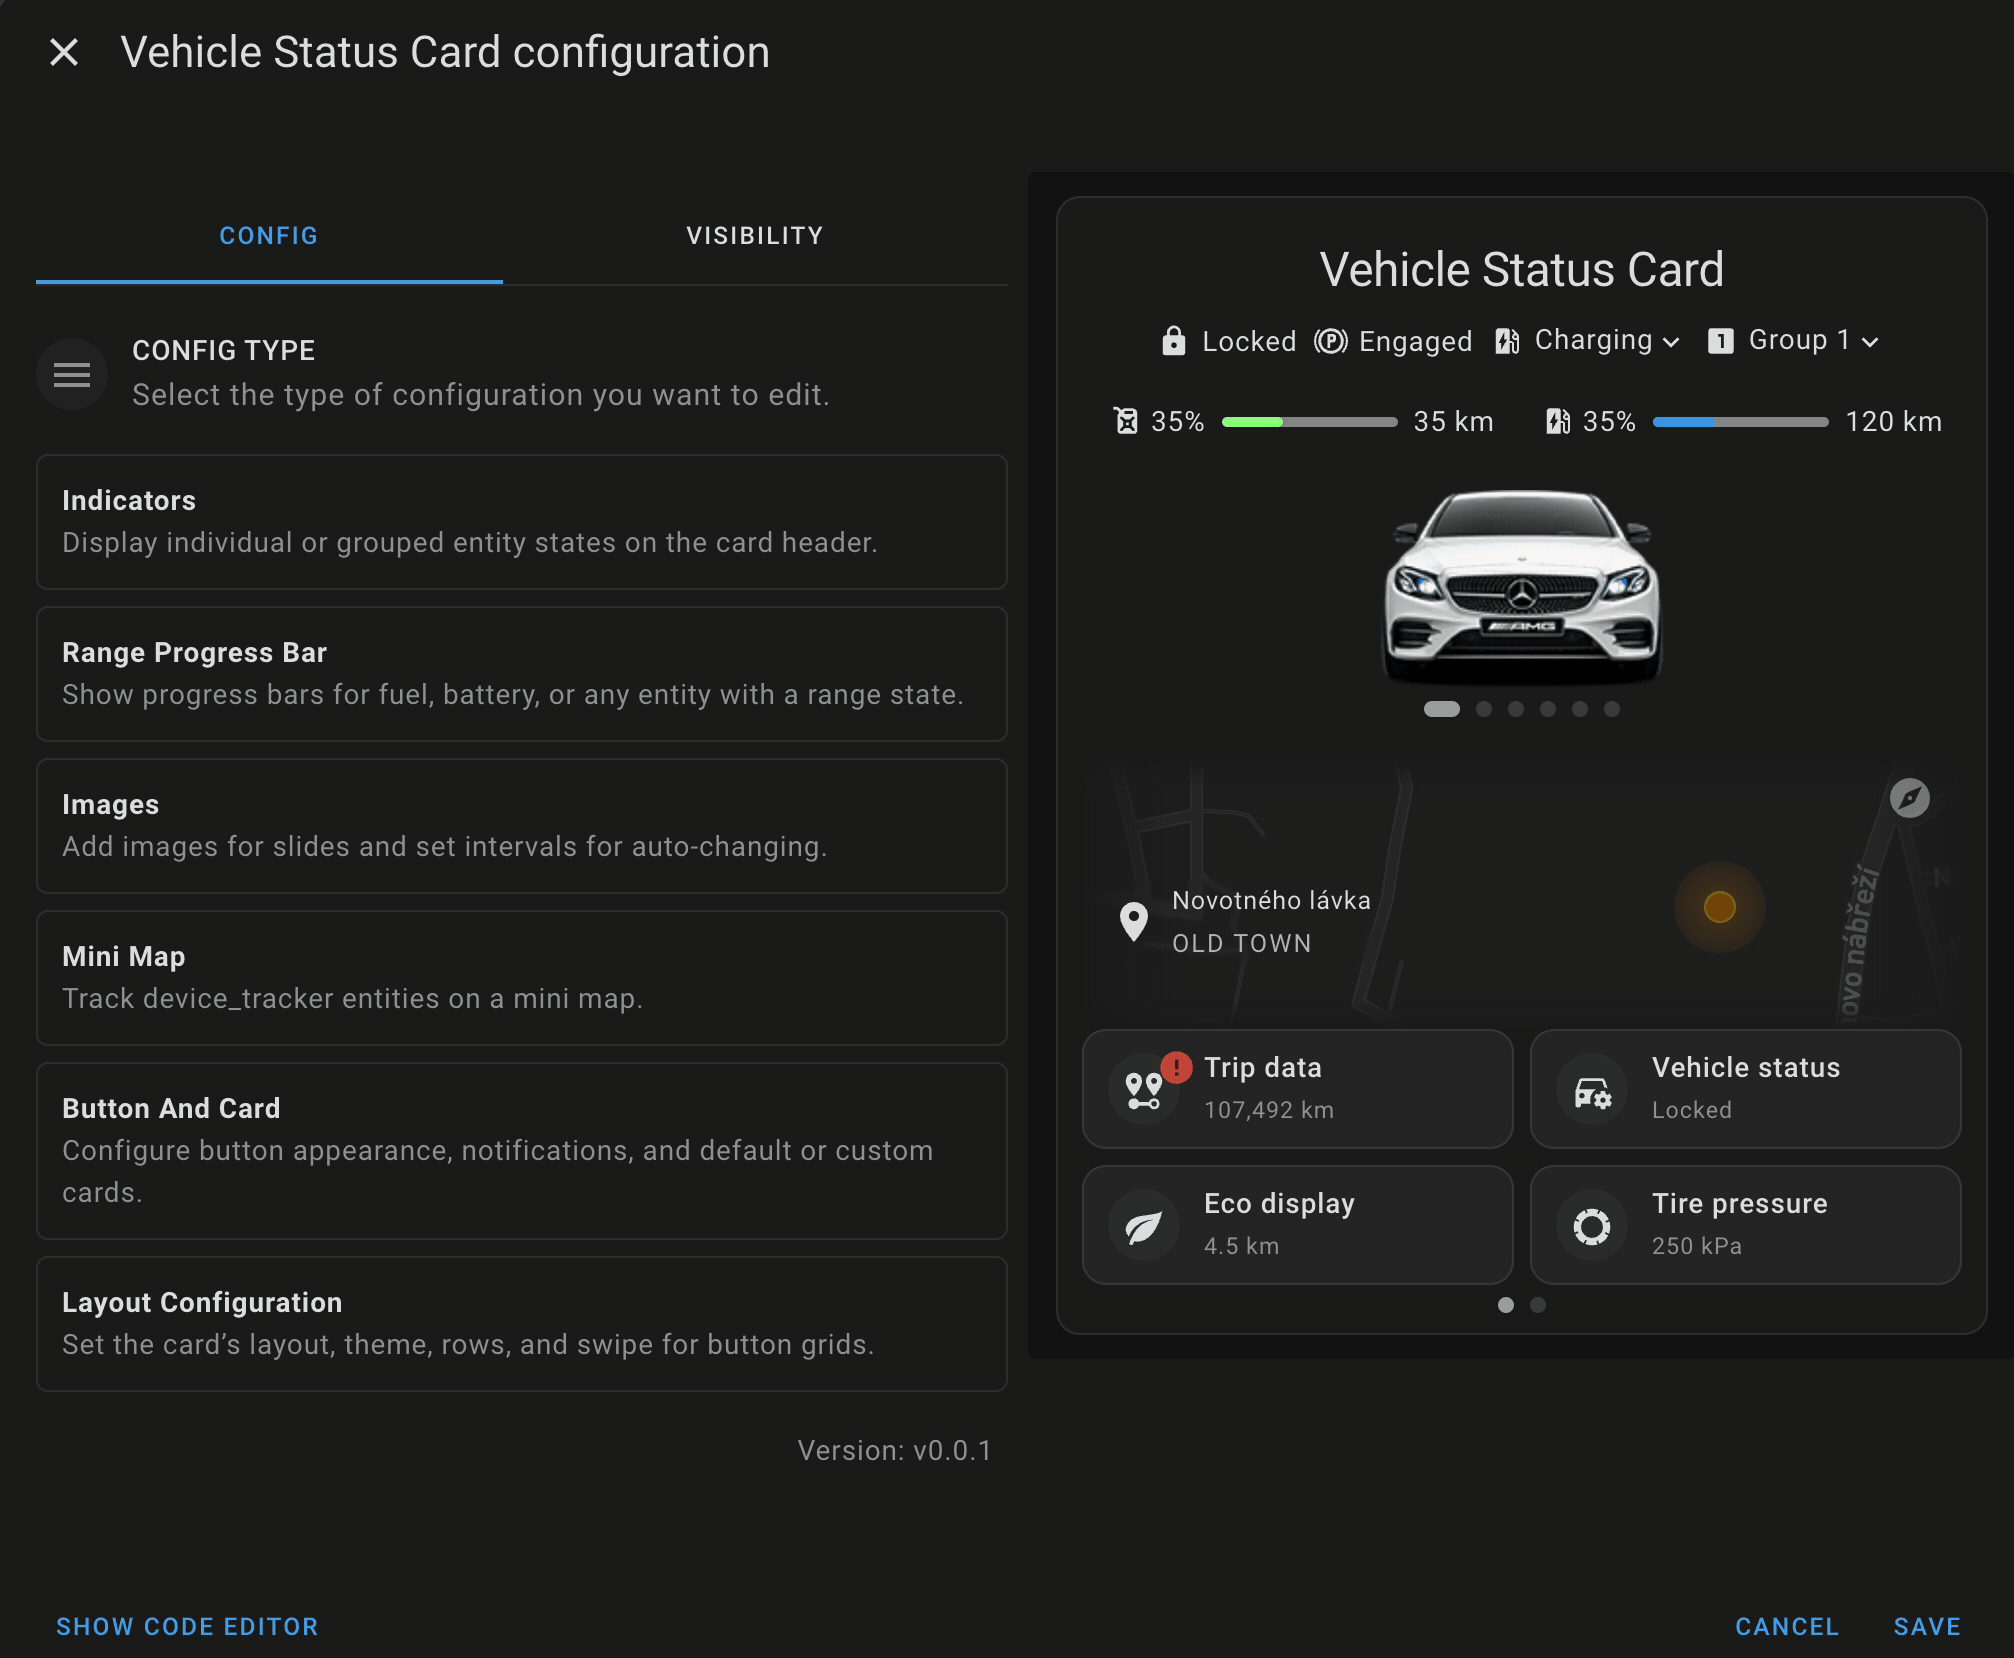 Vehicle Status Card configuration
CONFIG
VISIBILITY
CONFIG TYPE
Select the type of configuration you want to edit.
Indicators
Display individual or grouped entity states on the card header.
Range Progress Bar
Show progress bars for fuel, battery, or any entity with a range state.
Images
Add images for slides and set intervals for auto-changing.
Mini Map
Track device_tracker entities on a mini map.
Button And Card
Configure button appearance, notifications, and default or custom
cards.
Layout Configuration
Set the card’s layout, theme, rows, and swipe for button grids.
Version: v0.0.1
Vehicle Status Card
Locked Engaged Charging 1 Group 1
35% 35 km 35% 120 km
AMG
Novotného lávka
OLD TOWN
novo nábřeží
Trip data
107,492 km
Vehicle status
Locked
Eco display
4.5 km
Tire pressure
250 kPa
SHOW CODE EDITOR
CANCEL
SAVE